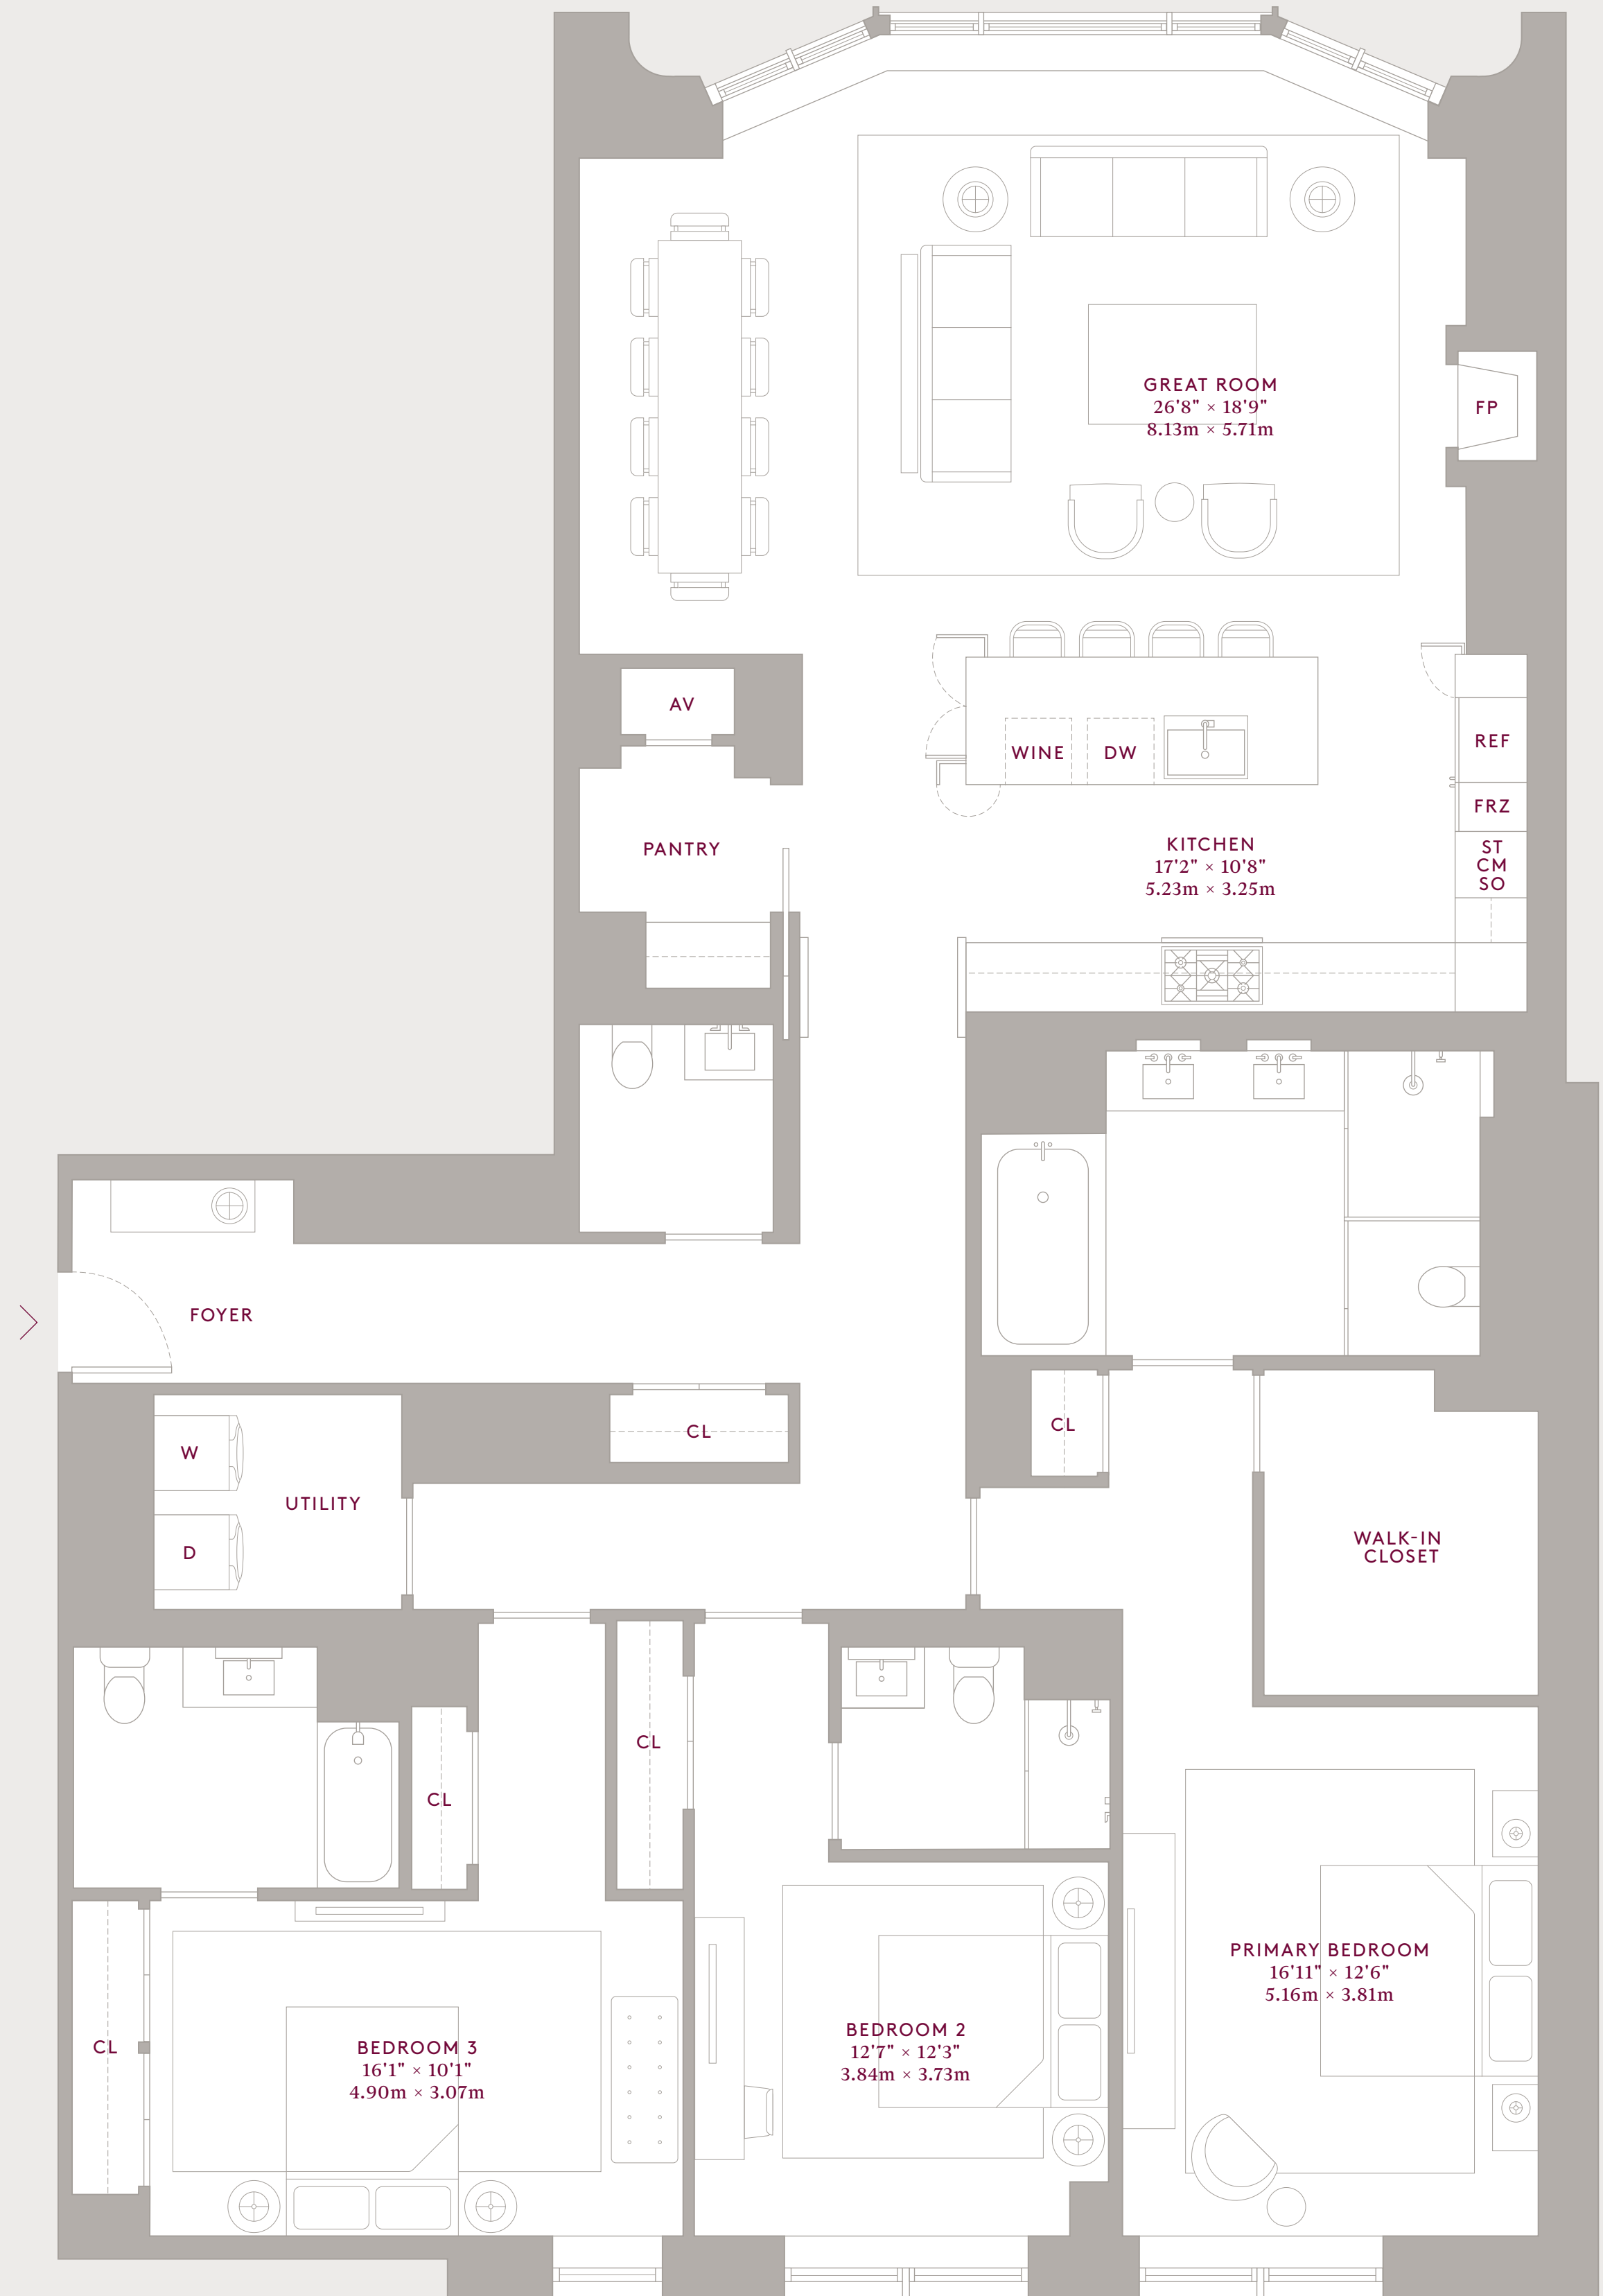 GREAT ROOM
26'8" × 18'9"
8.13m × 5.71m
FP
AV
WINE
DW
REF
FRZ
ST
CM
SO
PANTRY
KITCHEN
17'2" × 10'8"
5.23m × 3.25m
FOYER
CL
CL
W
UTILITY
D
WALK-IN
CLOSET
CL
CL
PRIMARY BEDROOM
16'11" × 12'6"
5.16m × 3.81m
BEDROOM 2
12'7" × 12'3"
3.84m × 3.73m
CL
BEDROOM 3
16'1" × 10'1"
4.90m × 3.07m